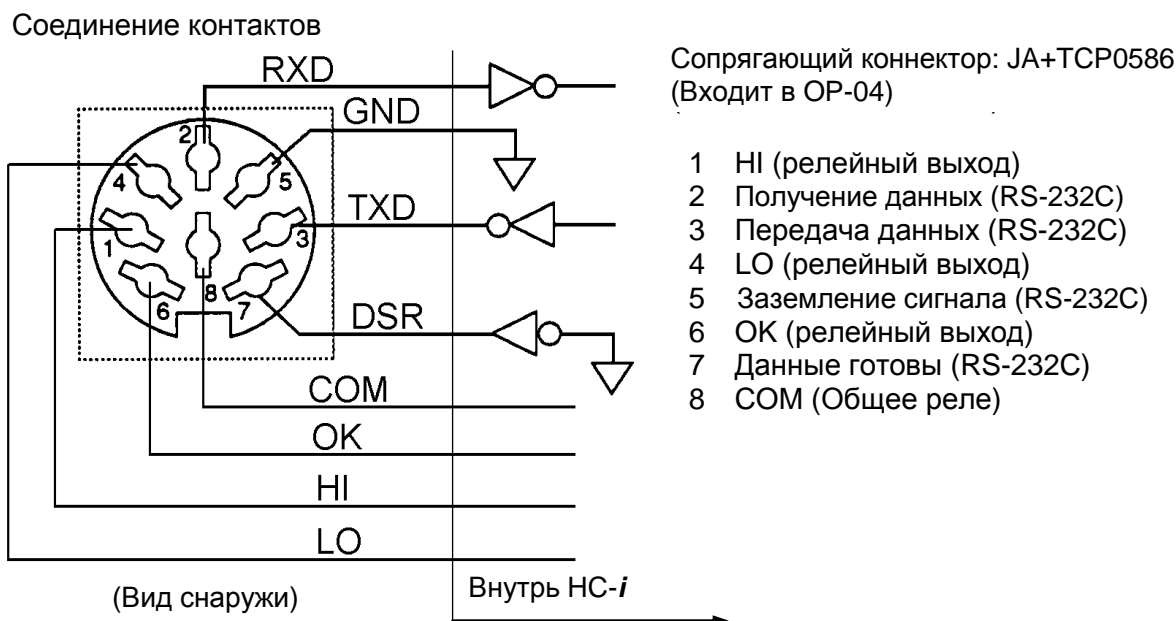 Соединение контактов
RXD
GND
TXD
DSR
COM
OK
HI
LO
2
4
5
1
3
8
6
7
(Вид снаружи)
Внутрь HC-i
Сопрягающий коннектор: JA+TCP0586
(Входит в OP-04)
1 HI (релейный выход)
2 Получение данных (RS-232C)
3 Передача данных (RS-232C)
4 LO (релейный выход)
5 Заземление сигнала (RS-232C)
6 OK (релейный выход)
7 Данные готовы (RS-232C)
8 COM (Общее реле)